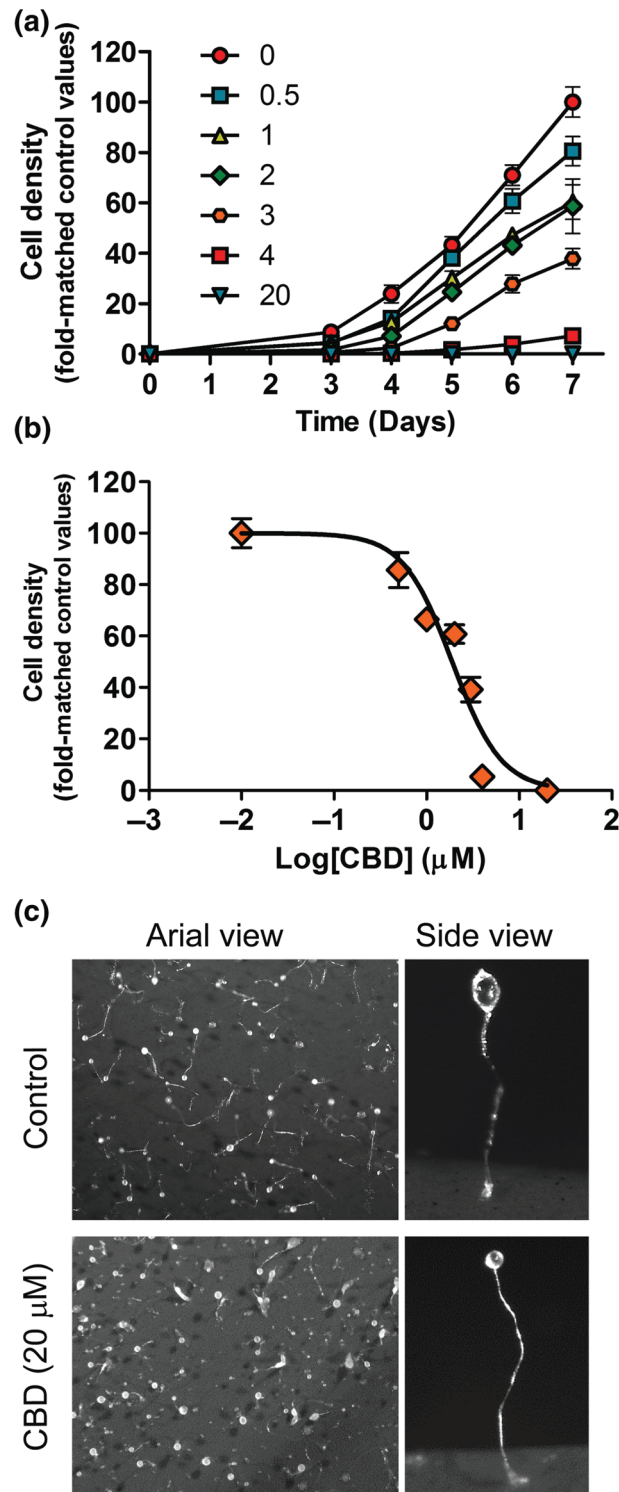 (a)
Cell density
(fold-matched control values)
120
100
80
60
40
20
0
0
0.5
1
2
3
4
20
0 1 2 3 4 5 6 7
Time (Days)
(b)
Cell density
(fold-matched control values)
120
100
80
60
40
20
0
–3 –2 –1 0 1 2
Log[CBD] (μM)
(c)
Arial view
Side view
Control
CBD (20 μM)